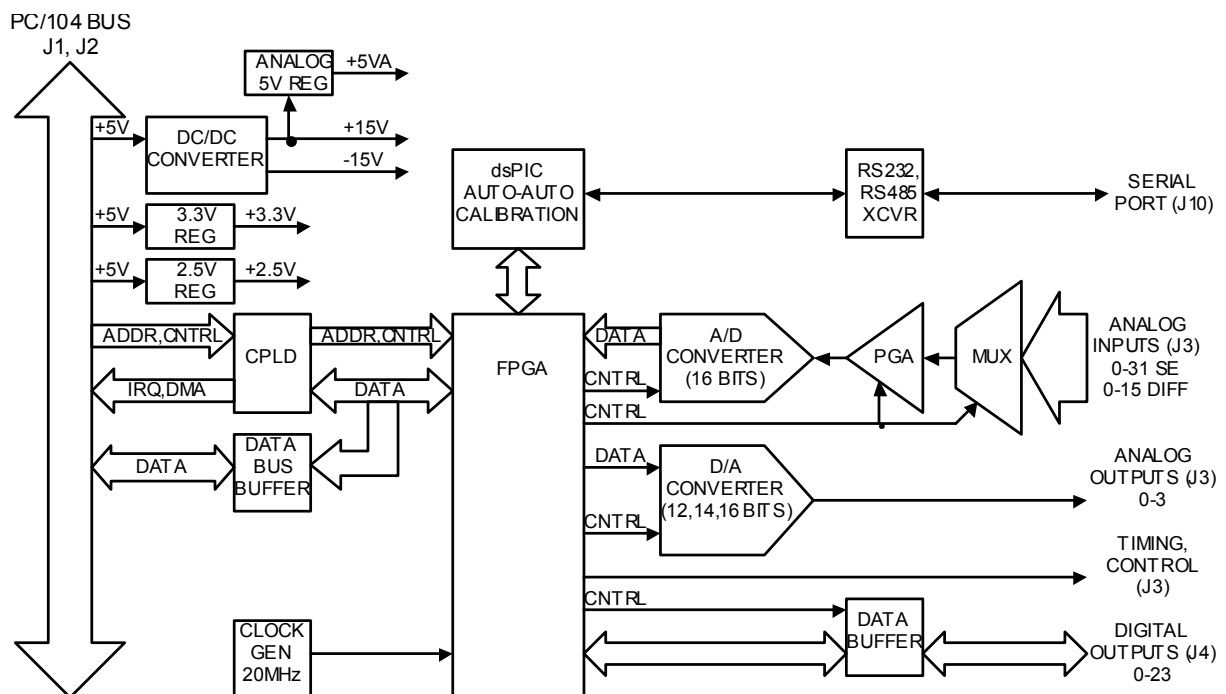 PC/104 BUS
J1, J2
ANALOG
5V REG
+5VA
+5V
DC/DC
CONVERTER
+15V
-15V
+5V
3.3V
REG
+3.3V
+5V
2.5V
REG
+2.5V
dsPIC
AUTO-AUTO
CALIBRATION
RS232,
RS485
XCVR
SERIAL
PORT (J10)
ADDR,CNTRL
CPLD
ADDR,CNTRL
IRQ,DMA
DATA
DATA
DATA
BUS
BUFFER
FPGA
DATA
A/D
CONVERTER
(16 BITS)
CNTRL
CNTRL
PGA
MUX
ANALOG
INPUTS (J3)
0-31 SE
0-15 DIFF
DATA
D/A
CONVERTER
(12,14,16 BITS)
CNTRL
ANALOG
OUTPUTS (J3)
0-3
TIMING,
CONTROL
(J3)
CNTRL
DATA
BUFFER
DIGITAL
OUTPUTS (J4)
0-23
CLOCK
GEN
20MHz